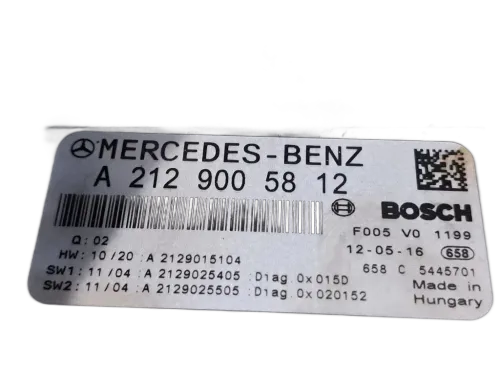 MERCEDES-BENZ
A 212 900 58 12
BOSCH
Q: 02
F005 V0 1199
HW: 10/20 : A 2129015104
12-05-16 658
SW1: 11/04 : A 2129025405 : Diag.0x015D
658 C 5445701
SW2: 11/04 : A 2129025505 : Diag.0x020152
Made in
Hungary